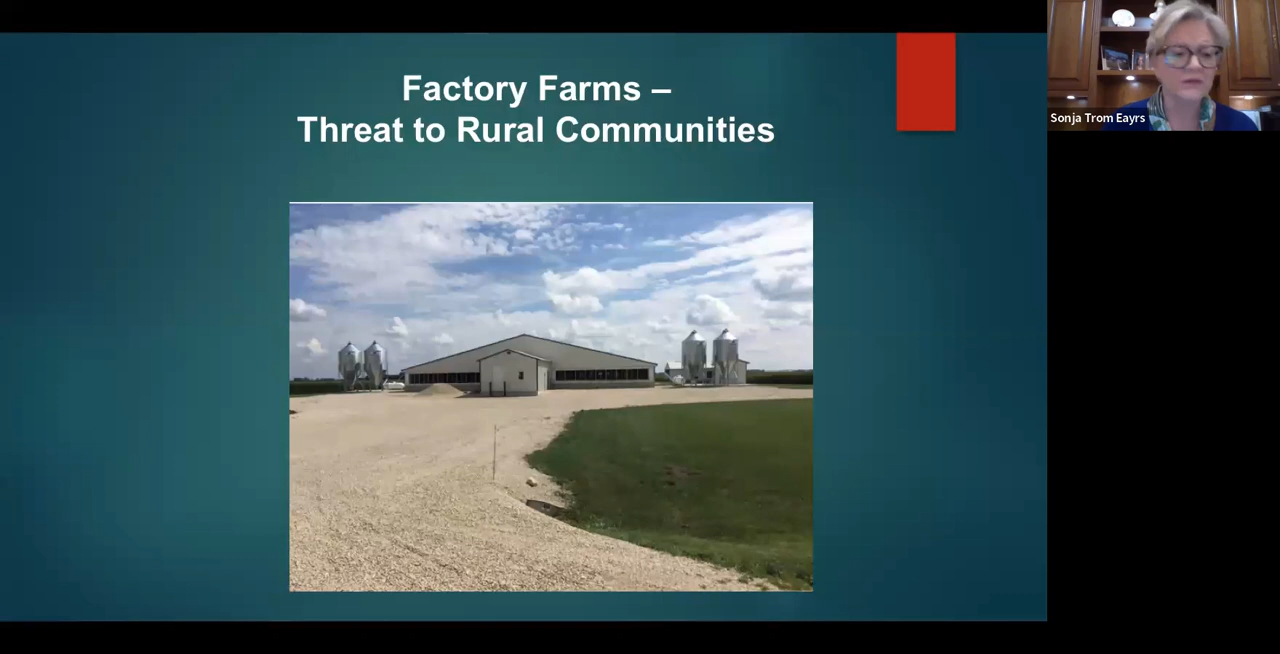 Factory Farms –
Threat to Rural Communities
Sonja Trom Eayrs